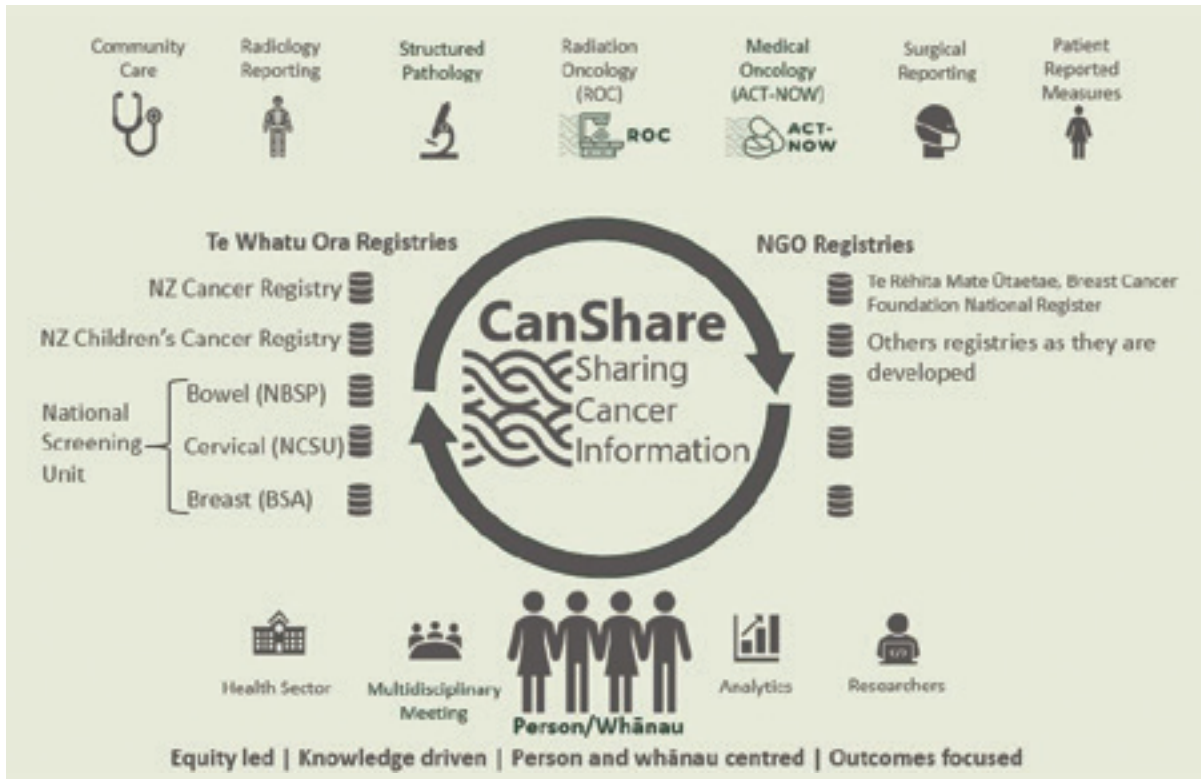 Community
Care
Radiology
Reporting
Structured
Pathology
Radiation
Oncology
(ROC)
Medical
Oncology
(ACT-NOW)
Surgical
Reporting
Patient
Reported
Measures
ROC
ACT-
NOW
Te Whatu Ora Registries
NZ Cancer Registry
NZ Children's Cancer Registry
National
Screening
Unit
Bowel (NBSP)
Cervical (NCSU)
Breast (BSA)
CanShare
Sharing
Cancer
Information
NGO Registries
Te Rēhita Mate Ūtaetae, Breast Cancer
Foundation National Register
Others registries as they are
developed
Health Sector
Multidisciplinary
Meeting
Person/Whānau
Analytics
</>
Researchers
Equity led | Knowledge driven | Person and whānau centred | Outcomes focused